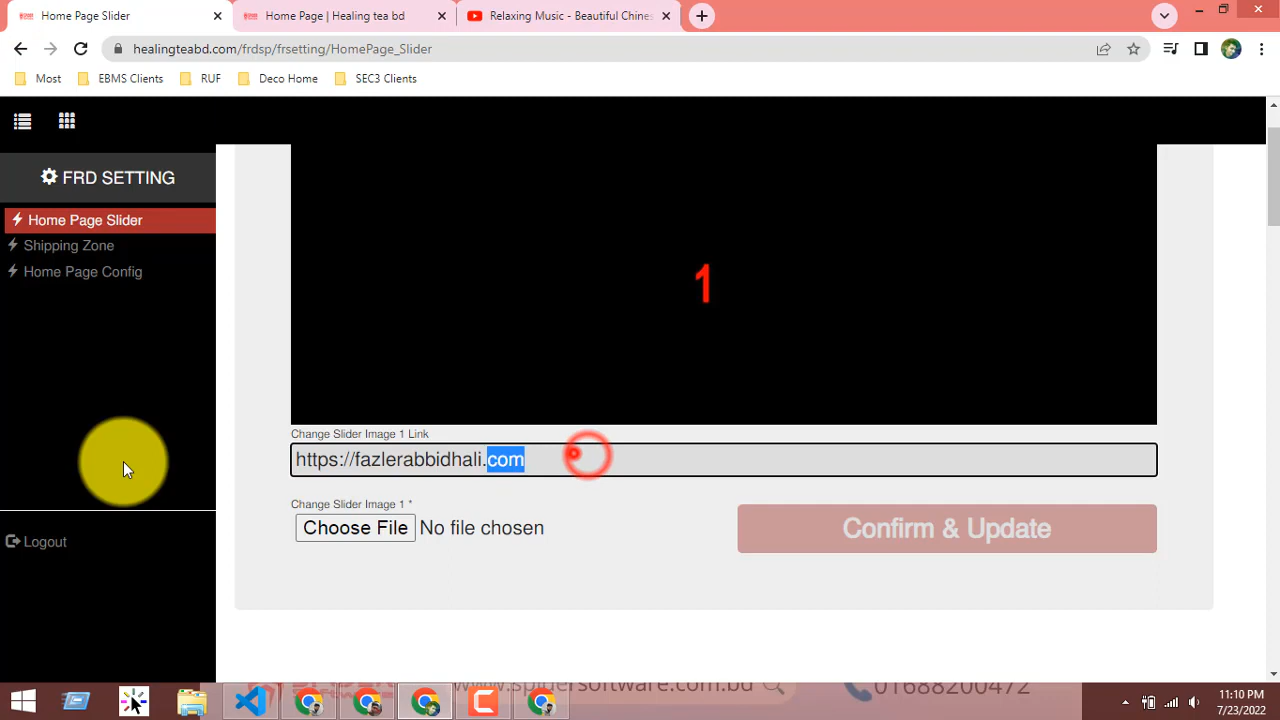 Home Page Slider
Home Page | Healing tea bd
Relaxing Music - Beautiful Chines
healingteabd.com/frdsp/frsetting/HomePage_Slider
Most
EBMS Clients
RUF
Deco Home
SEC3 Clients
FRD SETTING
Home Page Slider
Shipping Zone
Home Page Config
Logout
1
Change Slider Image 1 Link
https://fazlerabbidhali.com
Change Slider Image 1 *
Choose File No file chosen
Confirm & Update
www.spidersoftware.com.bd
01688200472
11:10 PM
7/23/2022